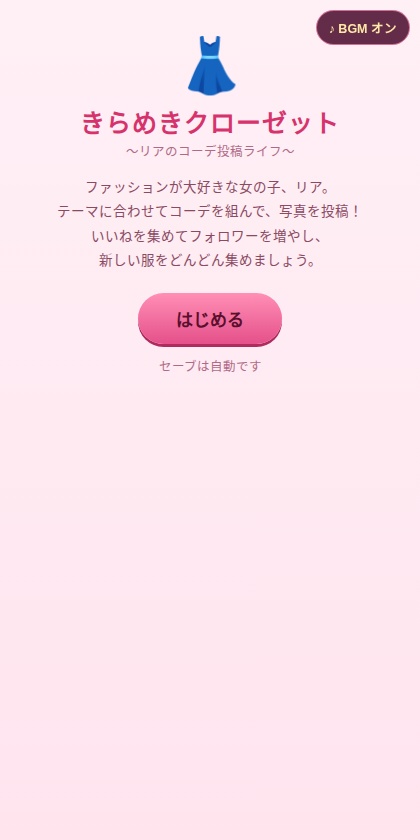 ♪ BGM オン
きらめきクローゼット
〜リアのコーデ投稿ライフ〜
ファッションが大好きな女の子、リア。
テーマに合わせてコーデを組んで、写真を投稿！
いいねを集めてフォロワーを増やし、
新しい服をどんどん集めましょう。
はじめる
セーブは自動です